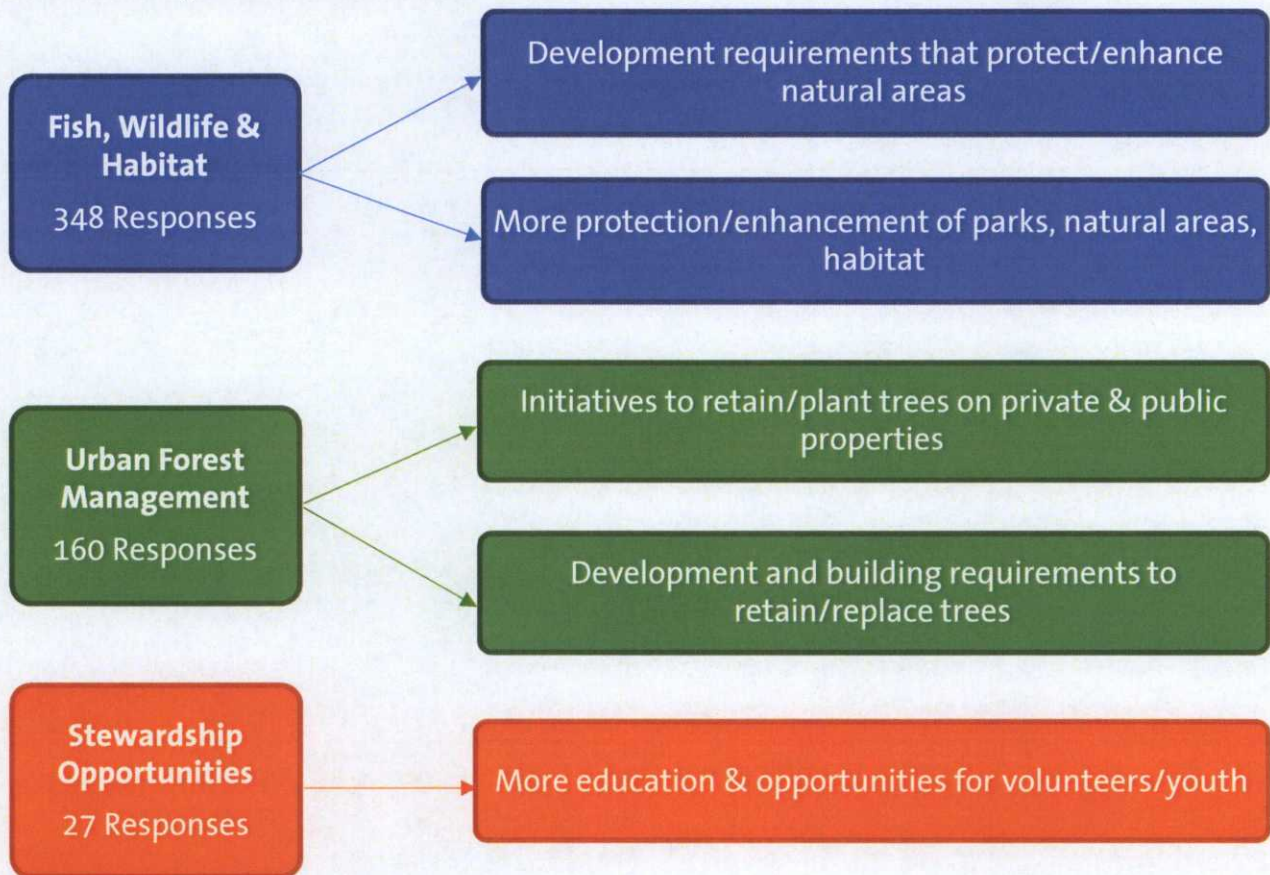 Fish, Wildlife &
Habitat
348 Responses
Development requirements that protect/enhance
natural areas
More protection/enhancement of parks, natural areas,
habitat
Urban Forest
Management
160 Responses
Initiatives to retain/plant trees on private & public
properties
Development and building requirements to
retain/replace trees
Stewardship
Opportunities
27 Responses
More education & opportunities for volunteers/youth